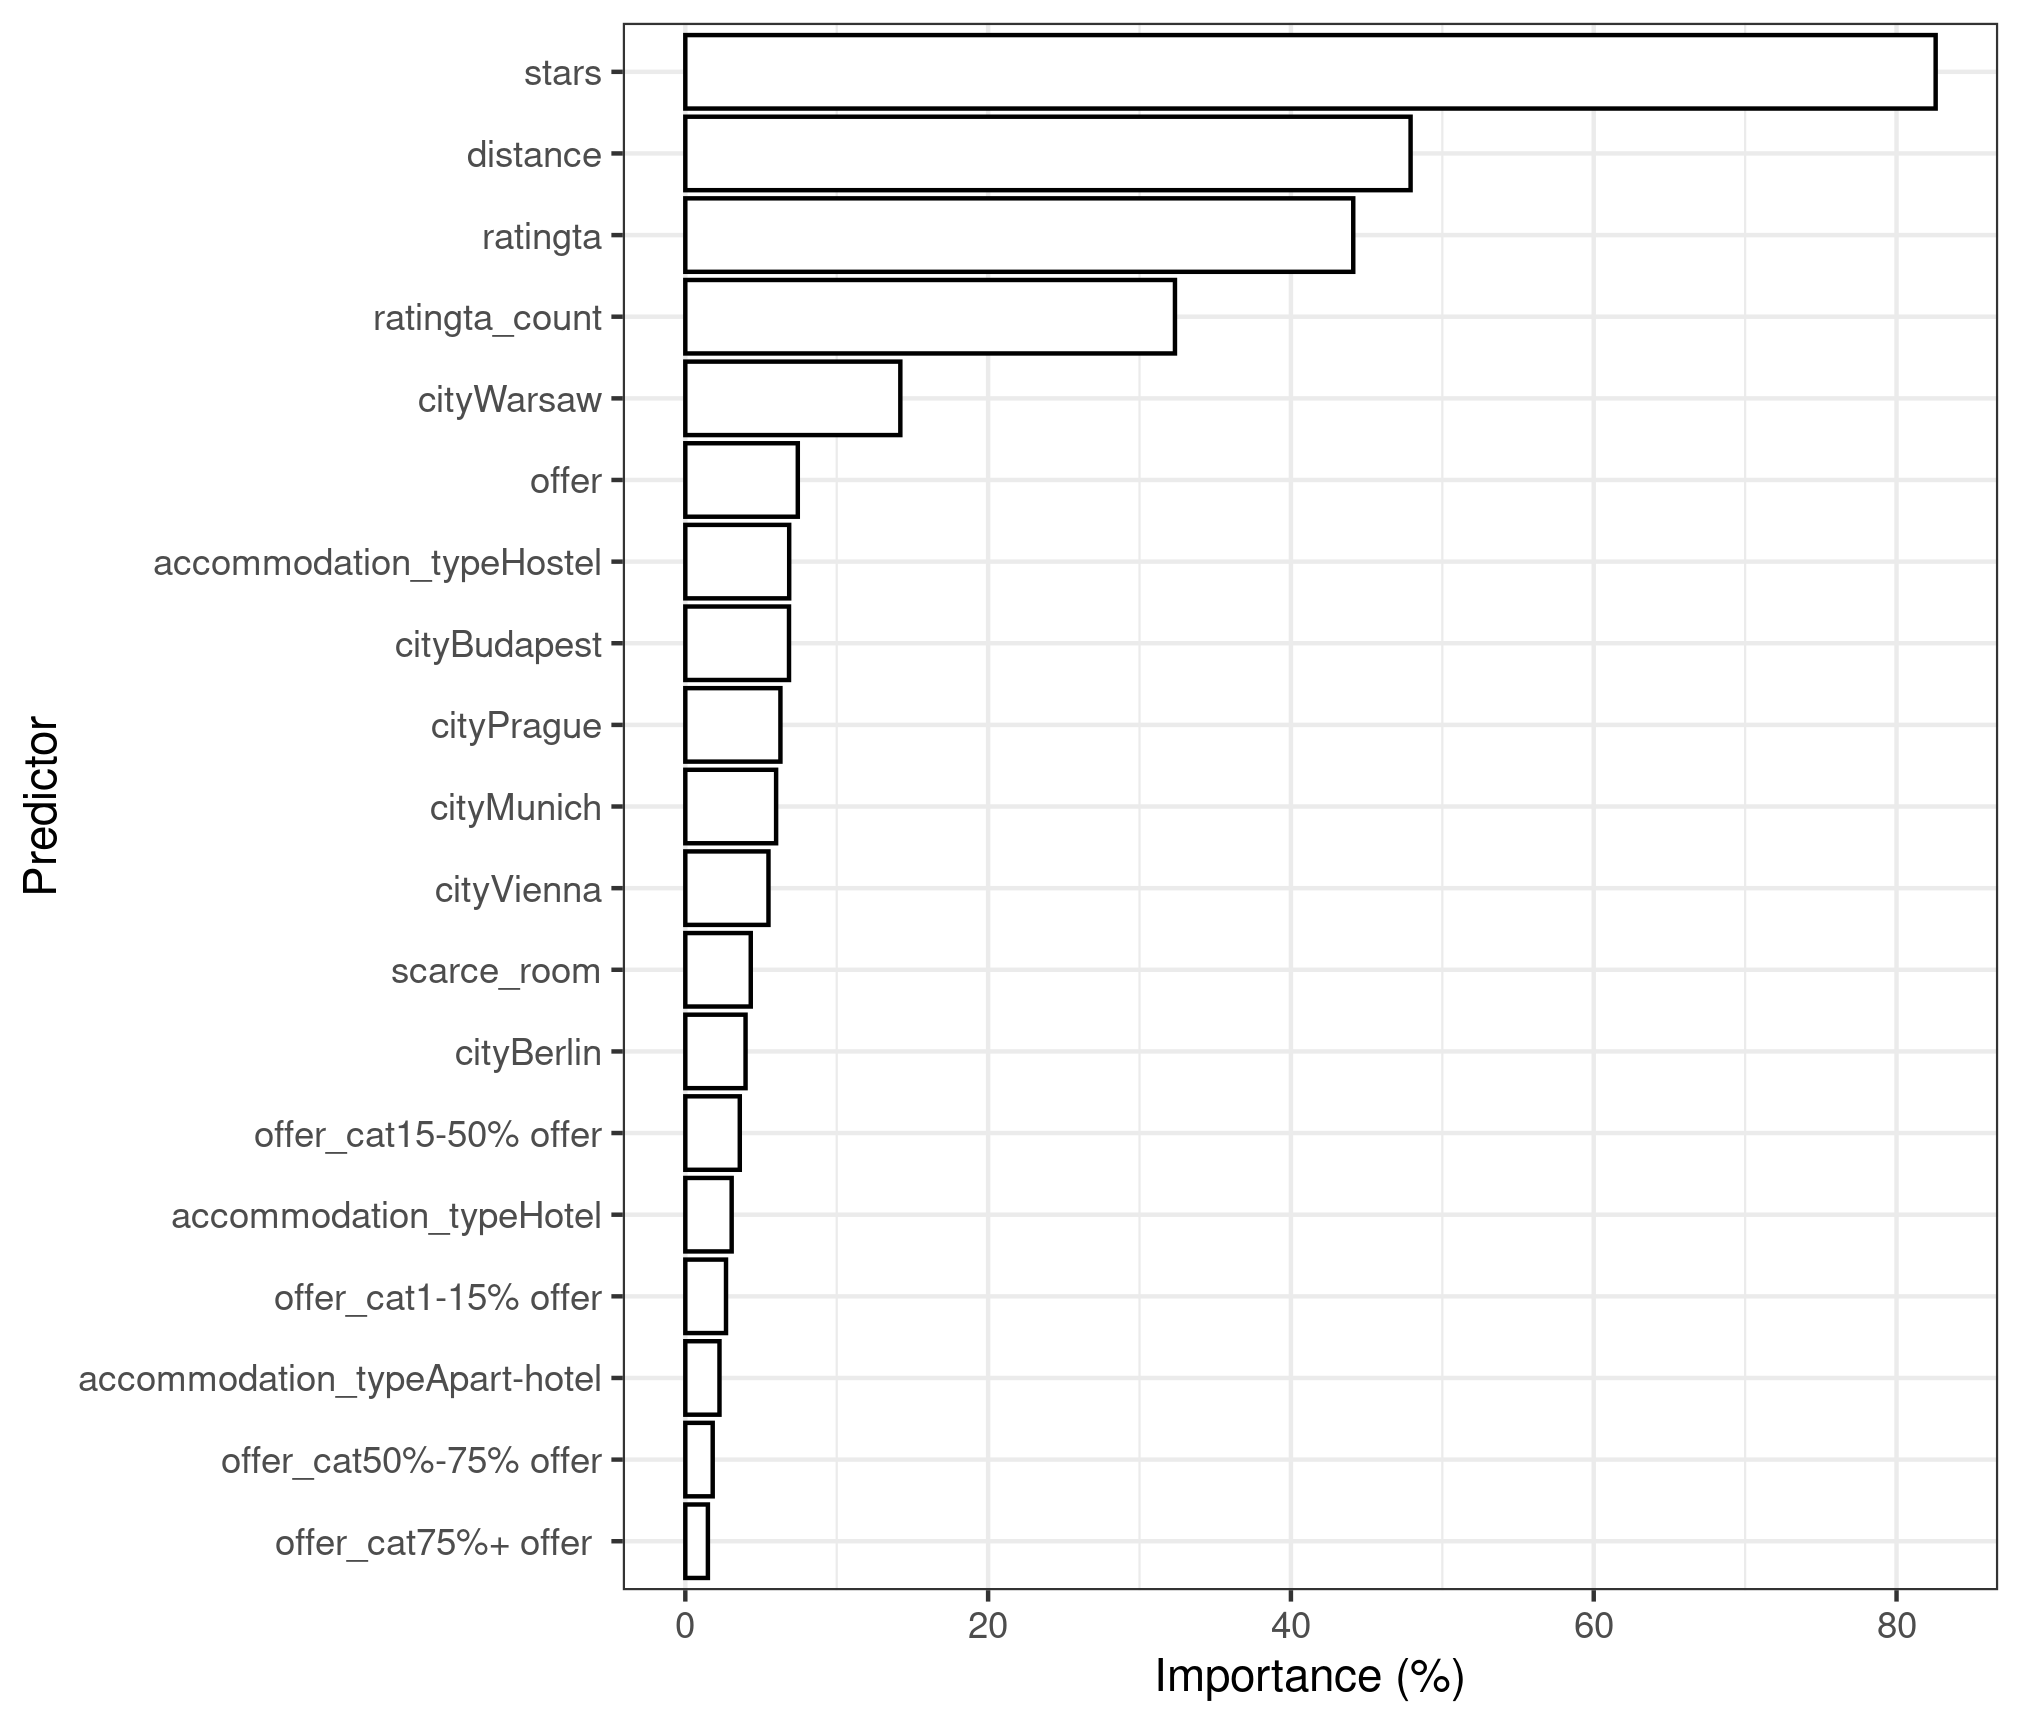 stars
distance
ratingta
ratingta_count
cityWarsaw
offer
accommodation_typeHostel
cityBudapest
cityPrague
cityMunich
cityVienna
scarce_room
cityBerlin
offer_cat15-50% offer
accommodation_typeHotel
offer_cat1-15% offer
accommodation_typeApart-hotel
offer_cat50%-75% offer
offer_cat75%+ offer
Predictor
0 20 40 60 80
Importance (%)